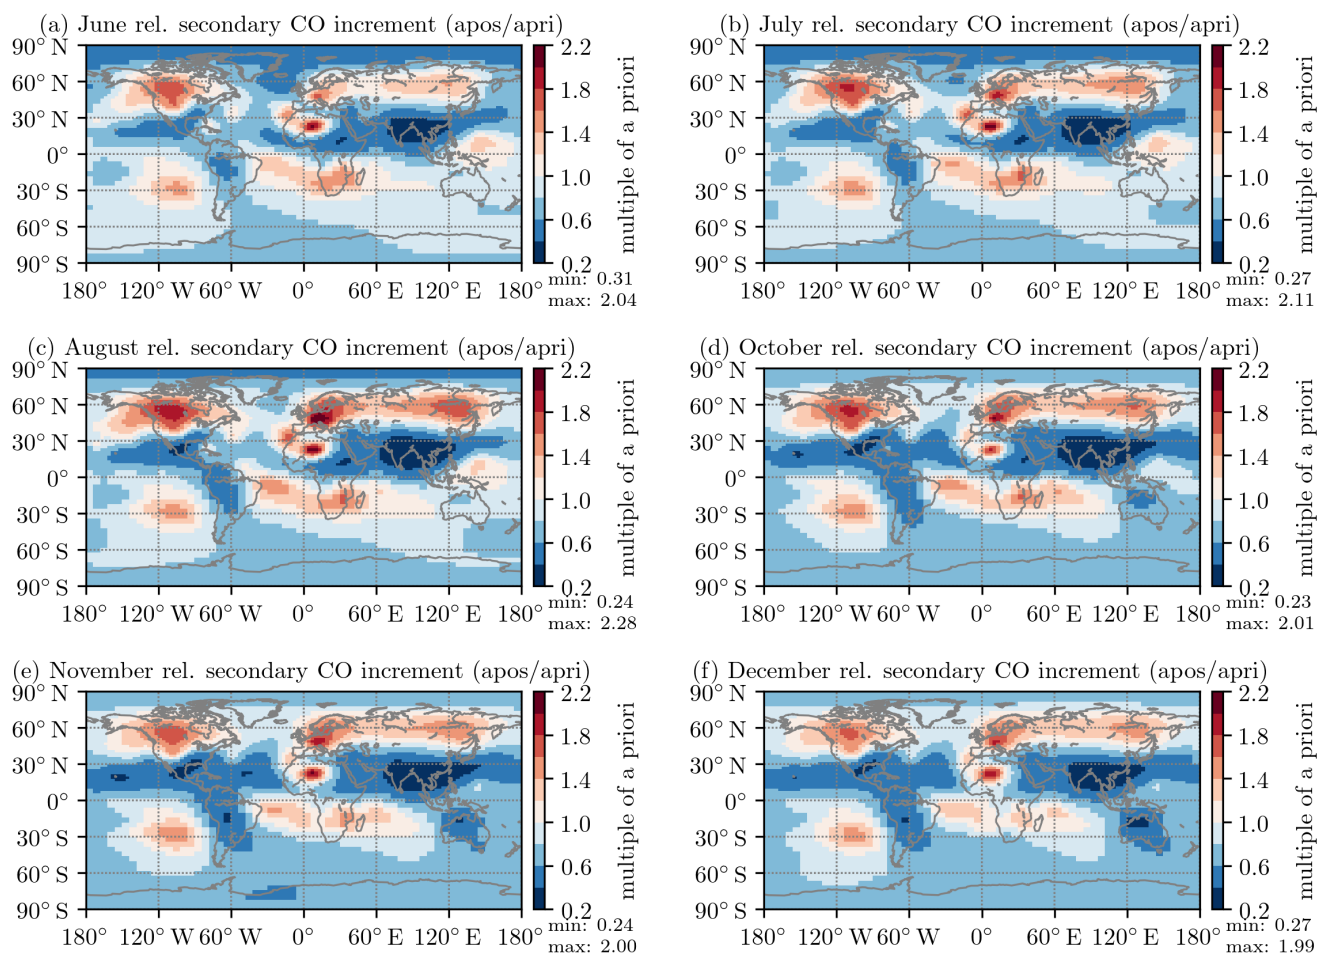 (a) June rel. secondary CO increment (apos/apri)
90° N
60° N
30° N
0°
30° S
60° S
90° S
180° 120° W 60° W 0° 60° E 120° E 180°
2.2
1.8
1.4
1.0
0.6
0.2
multiple of a priori
min: 0.31
max: 2.04
(b) July rel. secondary CO increment (apos/apri)
90° N
60° N
30° N
0°
30° S
60° S
90° S
180° 120° W 60° W 0° 60° E 120° E 180°
2.2
1.8
1.4
1.0
0.6
0.2
multiple of a priori
min: 0.27
max: 2.11
(c) August rel. secondary CO increment (apos/apri)
90° N
60° N
30° N
0°
30° S
60° S
90° S
180° 120° W 60° W 0° 60° E 120° E 180°
2.2
1.8
1.4
1.0
0.6
0.2
multiple of a priori
min: 0.24
max: 2.28
(d) October rel. secondary CO increment (apos/apri)
90° N
60° N
30° N
0°
30° S
60° S
90° S
180° 120° W 60° W 0° 60° E 120° E 180°
2.2
1.8
1.4
1.0
0.6
0.2
multiple of a priori
min: 0.23
max: 2.01
(e) November rel. secondary CO increment (apos/apri)
90° N
60° N
30° N
0°
30° S
60° S
90° S
180° 120° W 60° W 0° 60° E 120° E 180°
2.2
1.8
1.4
1.0
0.6
0.2
multiple of a priori
min: 0.24
max: 2.00
(f) December rel. secondary CO increment (apos/apri)
90° N
60° N
30° N
0°
30° S
60° S
90° S
180° 120° W 60° W 0° 60° E 120° E 180°
2.2
1.8
1.4
1.0
0.6
0.2
multiple of a priori
min: 0.27
max: 1.99